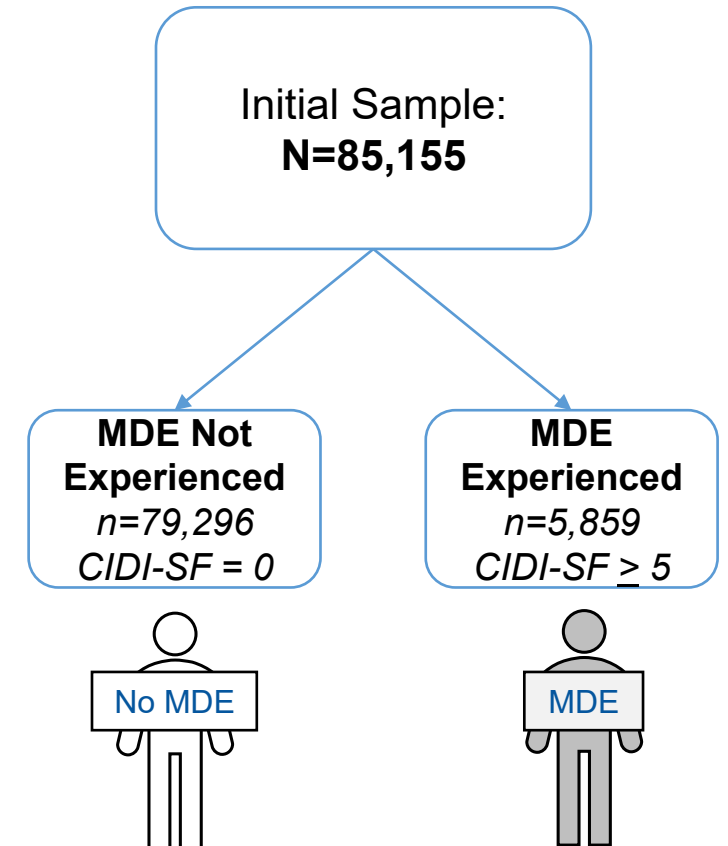 Initial Sample:
N=85,155
MDE Not
Experienced
n=79,296
CIDI-SF = 0
MDE
Experienced
n=5,859
CIDI-SF ≥ 5
No MDE
MDE